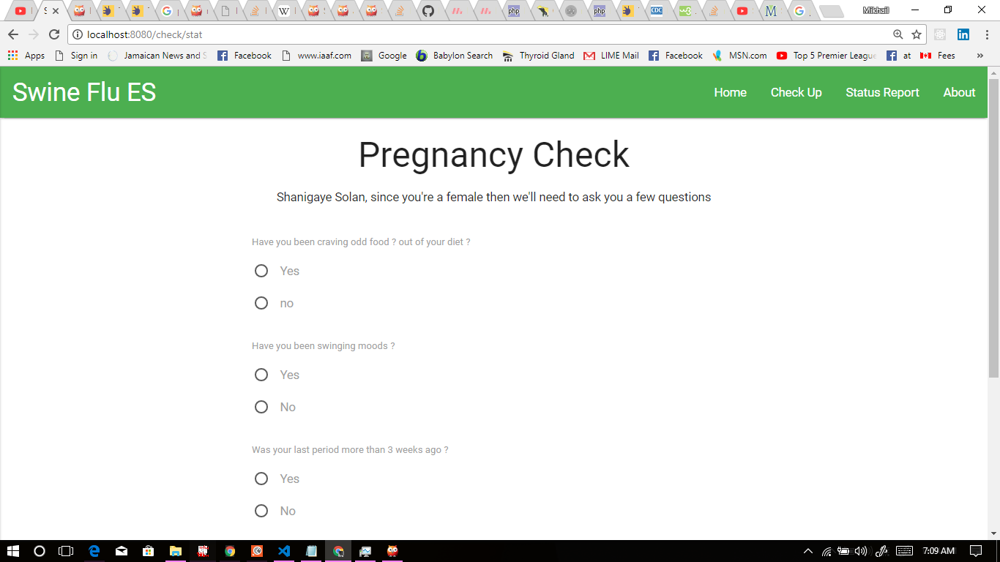 Mikhail
localhost:8080/check/stat
Apps Sign in Jamaican News and S Facebook www.iaaf.com Google Babylon Search Thyroid Gland LIME Mail Facebook MSN.com Top 5 Premier League at Fees »
Swine Flu ES Home Check Up Status Report About
Pregnancy Check
Shanigaye Solan, since you're a female then we'll need to ask you a few questions
Have you been craving odd food ? out of your diet ?
Yes
no
Have you been swinging moods ?
Yes
No
Was your last period more than 3 weeks ago ?
Yes
No
7:09 AM